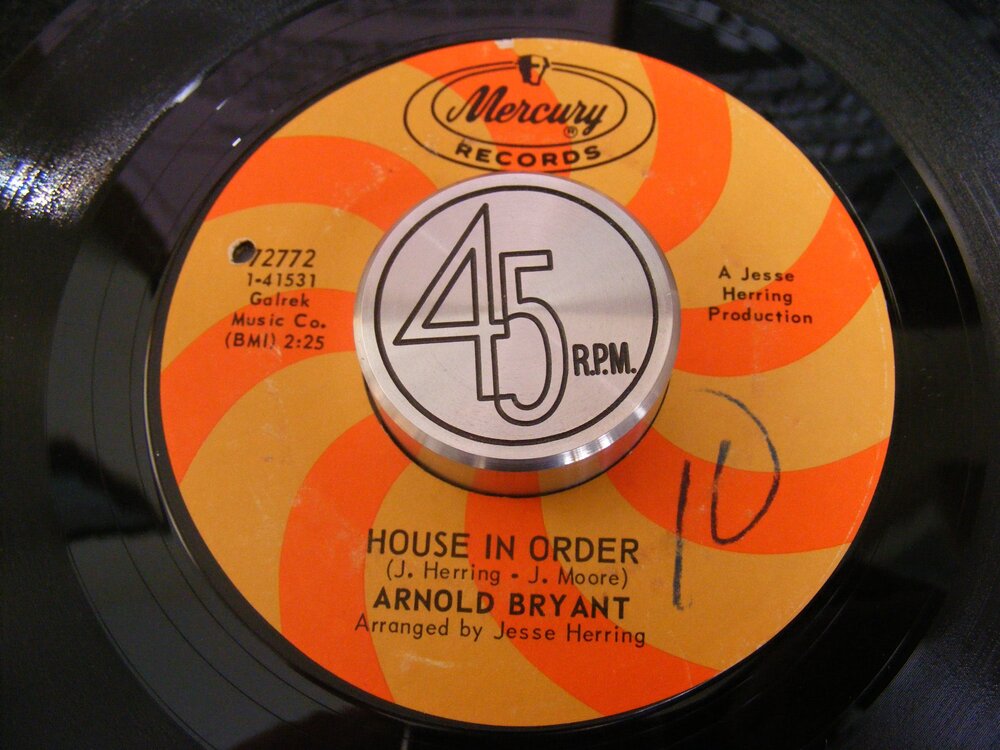 Mercury
®
RECORDS
72772
1-41531
Galrek
Music Co.
(BMI) 2:25
A Jesse
Herring
Production
45 R.P.M.
10
HOUSE IN ORDER
(J. Herring - J. Moore)
ARNOLD BRYANT
Arranged by Jesse Herring